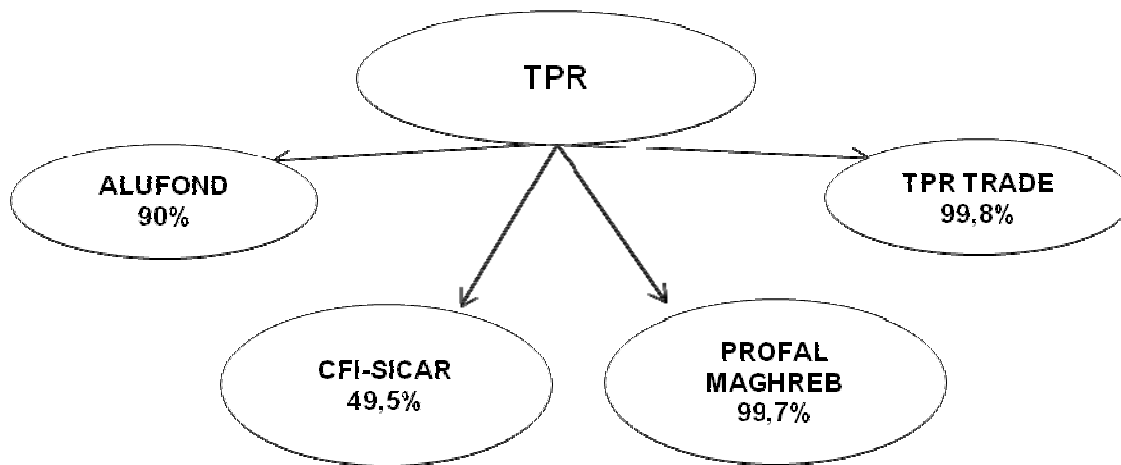 TPR
ALUFOND
90%
TPR TRADE
99,8%
CFI-SICAR
49,5%
PROFAL
MAGHREB
99,7%